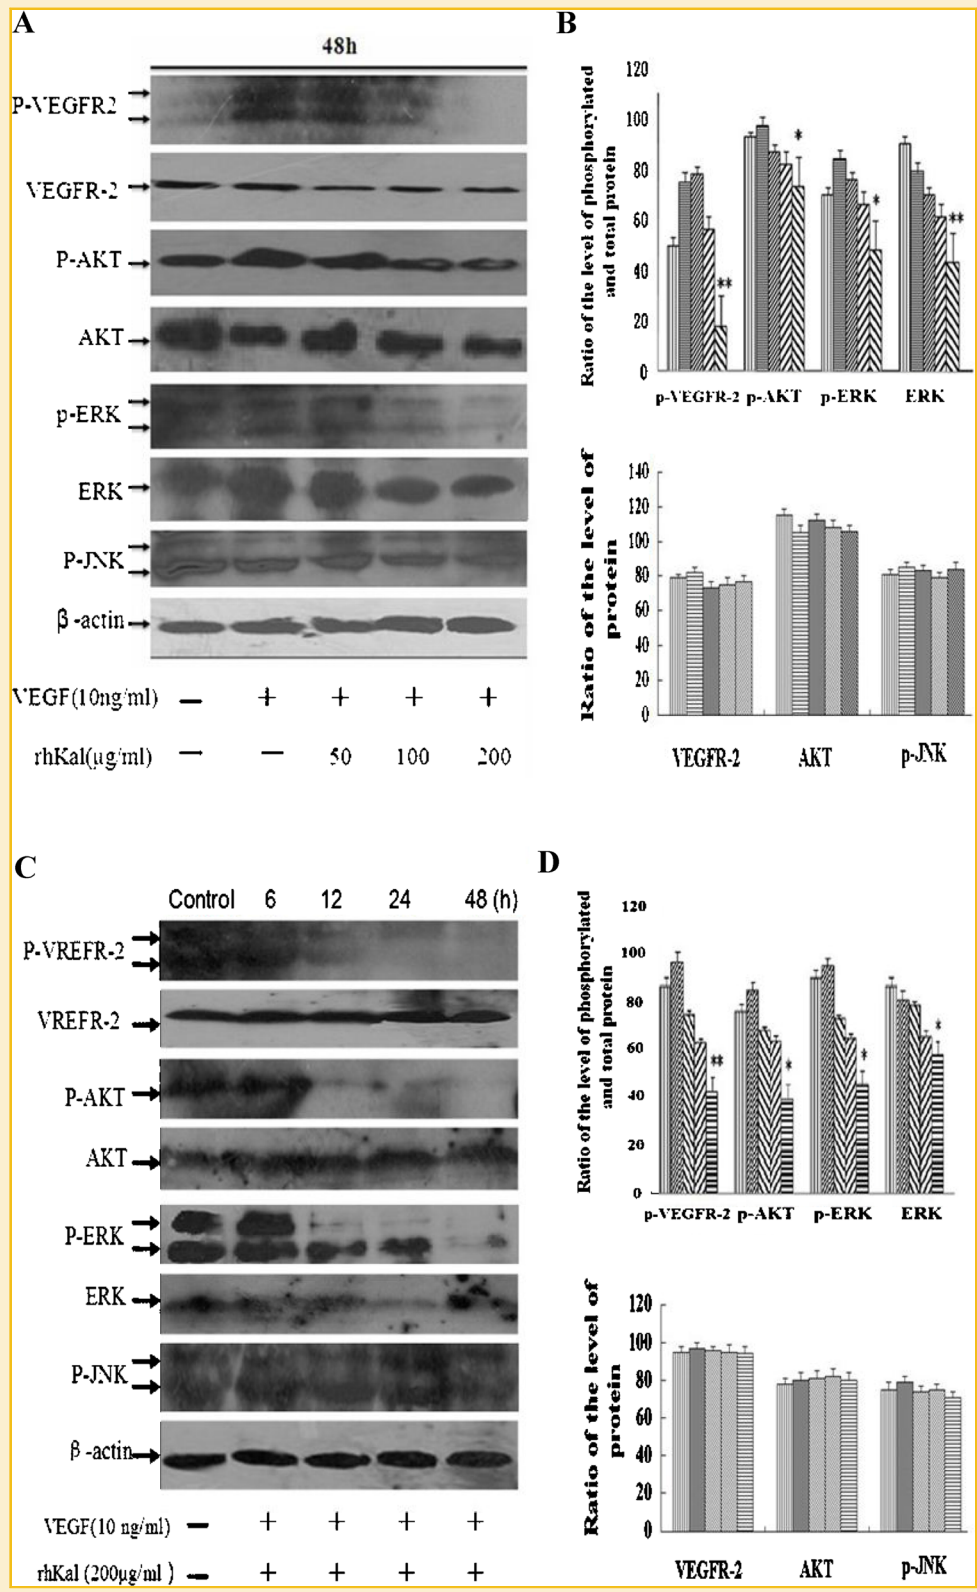 A
48h
P-VEGFR2
VEGFR-2
P-AKT
AKT
p-ERK
ERK
P-JNK
β-actin
VEGF(10ng/ml) – + + + +
rhKal(µg/ml) – – 50 100 200
B
Ratio of the level of phosphorylated
and total protein
120
100
80
60
40
20
0
** * * **
p-VEGFR-2 p-AKT p-ERK ERK
Ratio of the level of
protein
140
120
100
80
60
40
20
0
VEGFR-2 AKT p-JNK
C
Control 6 12 24 48 (h)
P-VREFR-2
VREFR-2
P-AKT
AKT
P-ERK
ERK
P-JNK
β-actin
VEGF(10 ng/ml) – + + + +
rhKal (200µg/ml) – + + + +
D
Ratio of the level of phosphorylated
and total protein
120
100
80
60
40
20
0
** * * *
p-VEGFR-2 p-AKT p-ERK ERK
Ratio of the level of
protein
120
100
80
60
40
20
0
VEGFR-2 AKT p-JNK